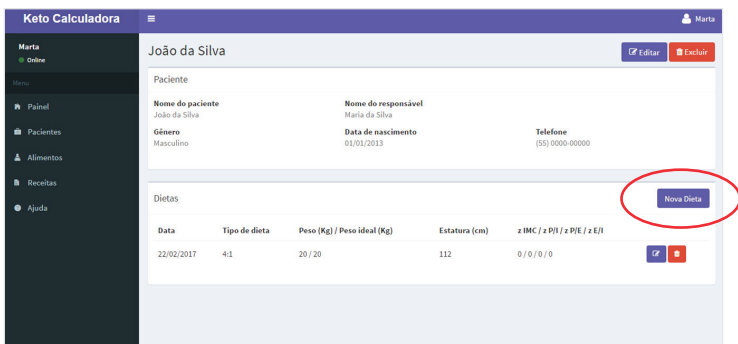 Keto Calculadora
Marta
Marta
Online
Menu
Painel
Pacientes
Alimentos
Receitas
Ajuda
João da Silva
Editar
Excluir
Paciente
Nome do paciente Nome do responsável
João da Silva Maria da Silva
Gênero Data de nascimento Telefone
Masculino 01/01/2013 (55) 0000-00000
Dietas
Nova Dieta
Data Tipo de dieta Peso (Kg) / Peso ideal (Kg) Estatura (cm) z IMC / z P/I / z P/E / z E/I
22/02/2017 4:1 20 / 20 112 0 / 0 / 0 / 0